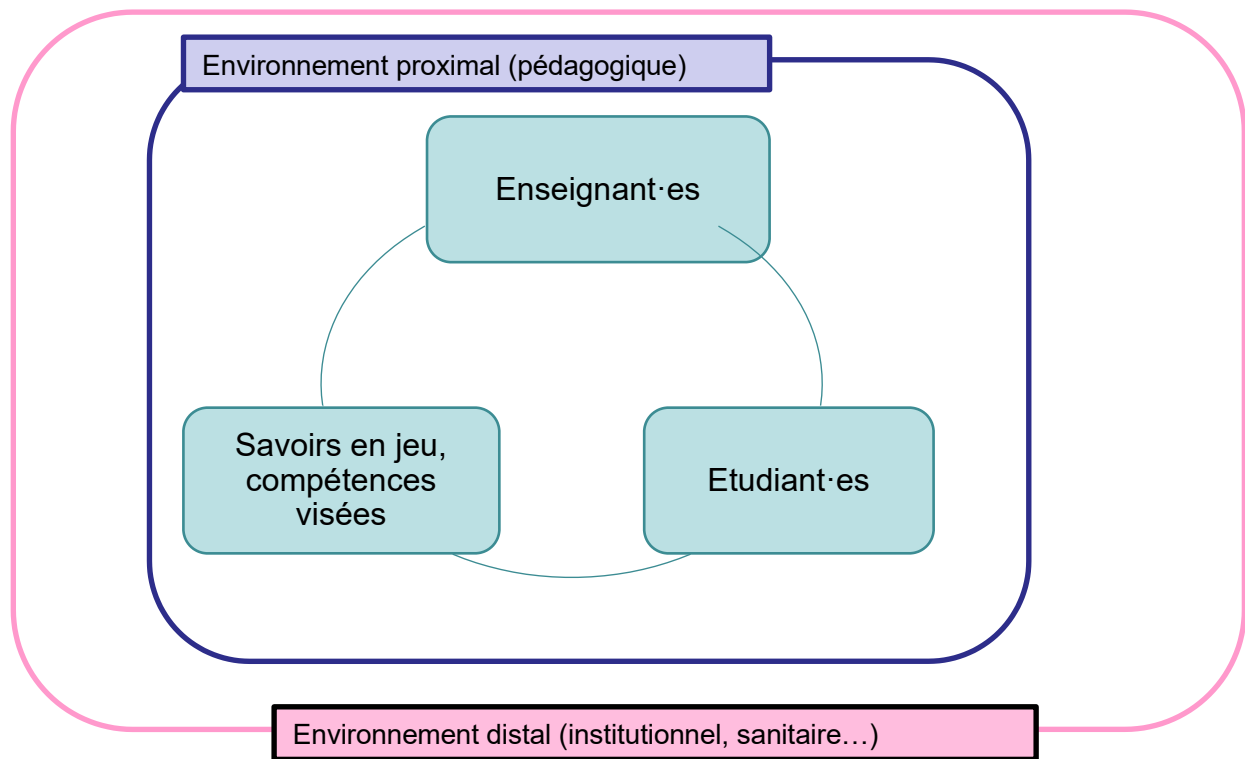 Environnement proximal (pédagogique)
Enseignant·es
Savoirs en jeu,
compétences
visées
Etudiant·es
Environnement distal (institutionnel, sanitaire…)